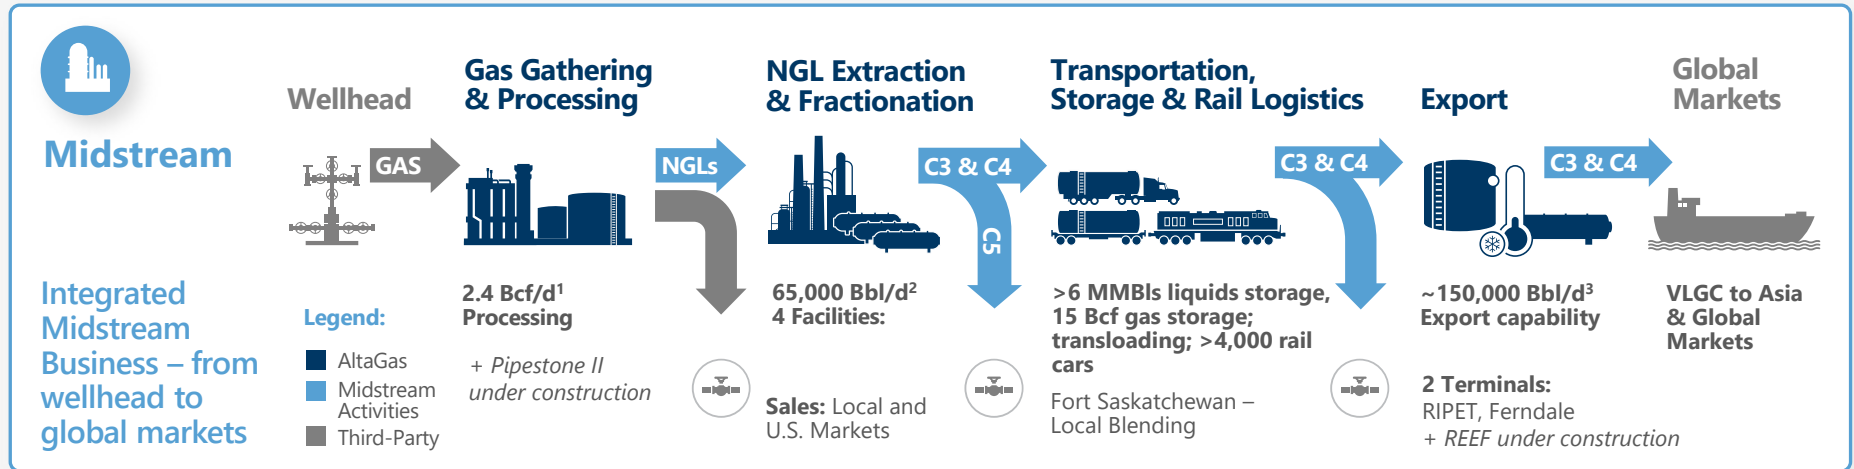 Midstream
Integrated
Midstream
Business – from
wellhead to
global markets
Wellhead
GAS
Legend:
AltaGas
Midstream
Activities
Third-Party
Gas Gathering
& Processing
NGLs
2.4 Bcf/d¹
Processing
+ Pipestone II
under construction
NGL Extraction
& Fractionation
C3 & C4
C5
65,000 Bbl/d²
4 Facilities:
Sales: Local and
U.S. Markets
Transportation,
Storage & Rail Logistics
C3 & C4
>6 MMBls liquids storage,
15 Bcf gas storage;
transloading; >4,000 rail
cars
Fort Saskatchewan –
Local Blending
Export
C3 & C4
~150,000 Bbl/d³
Export capability
2 Terminals:
RIPET, Ferndale
+ REEF under construction
Global
Markets
VLGC to Asia
& Global
Markets